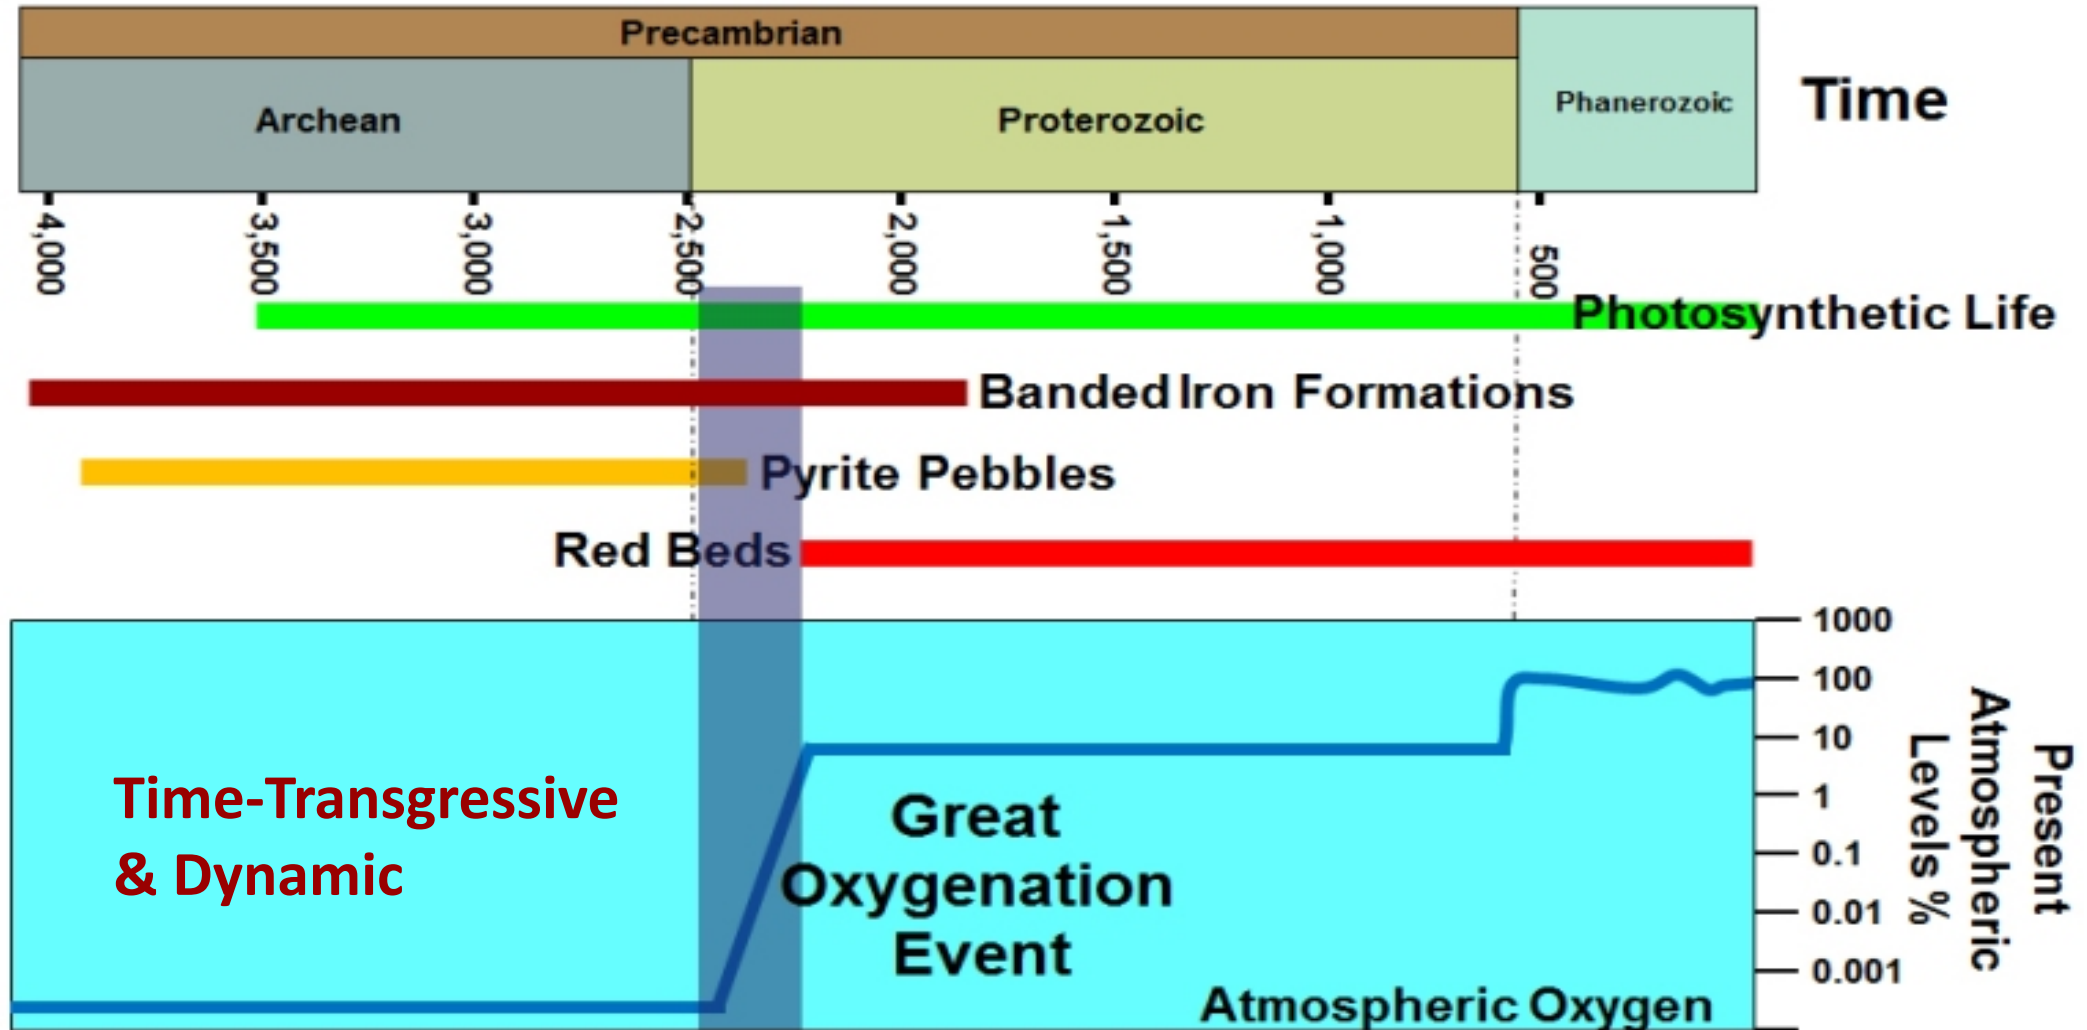 Precambrian
Archean
Proterozoic
Phanerozoic
Time
4,000
3,500
3,000
2,500
2,000
1,500
1,000
500
Photosynthetic Life
Banded Iron Formations
Pyrite Pebbles
Red Beds
1000
100
10
1
0.1
0.01
0.001
Present
Atmospheric
Levels %
Time-Transgressive
& Dynamic
Great
Oxygenation
Event
Atmospheric Oxygen